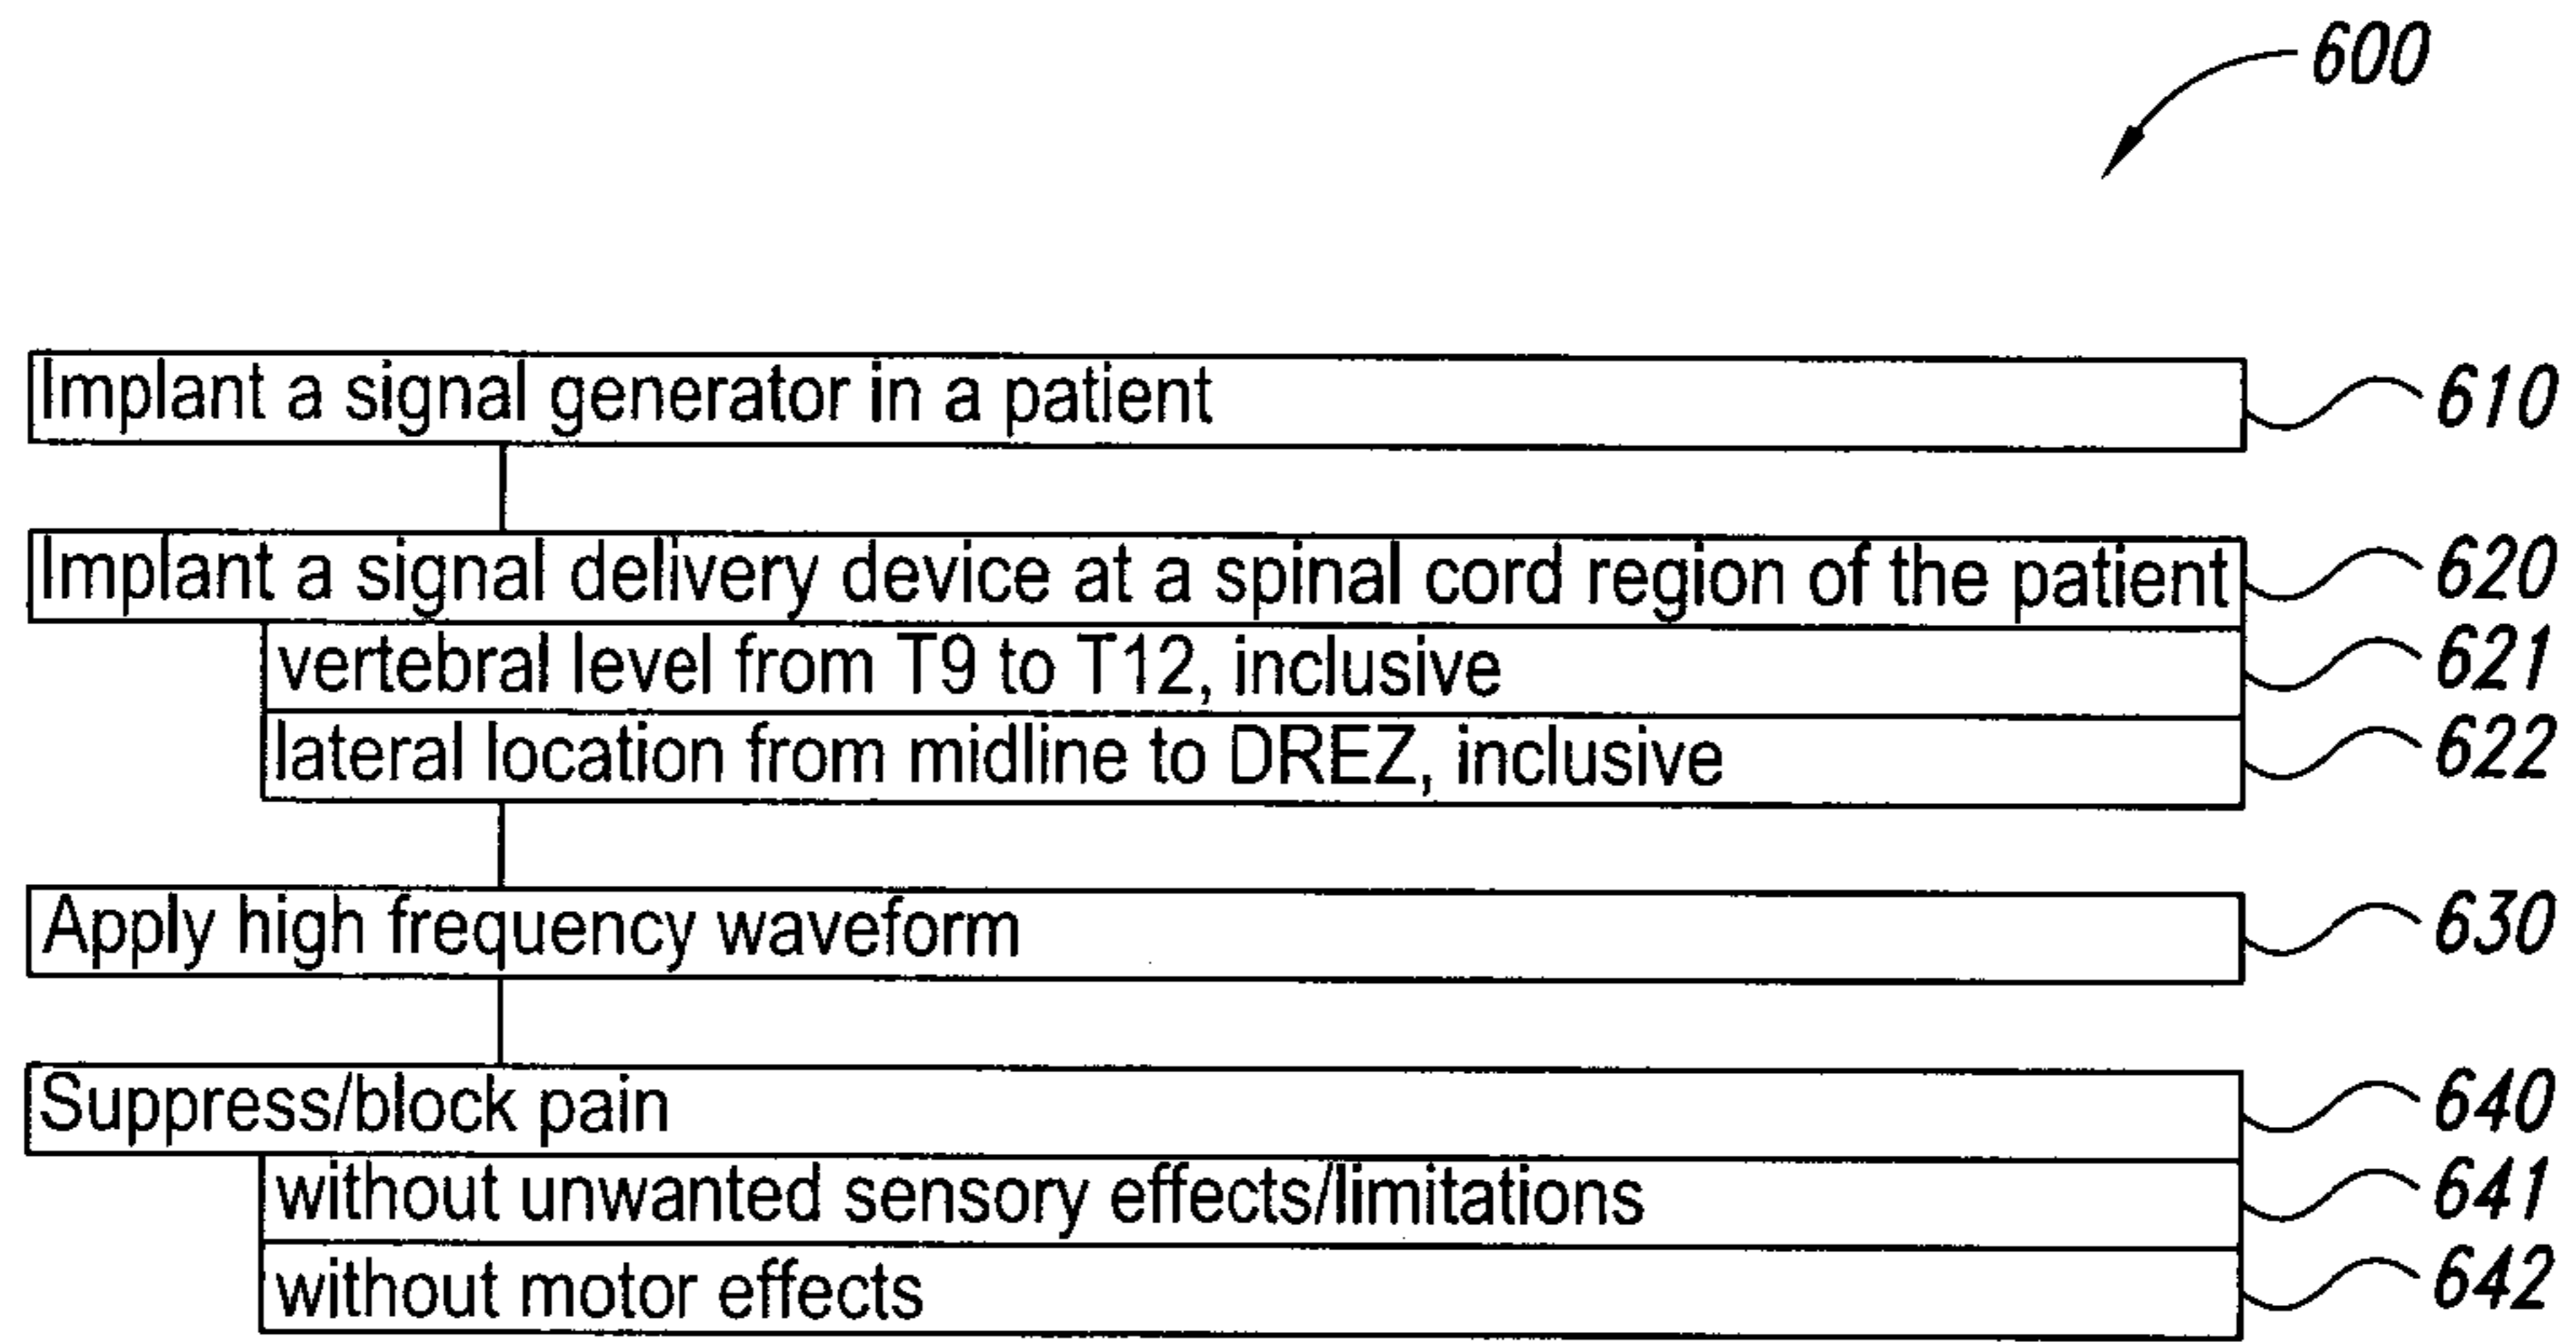 600
Implant a signal generator in a patient 610
Implant a signal delivery device at a spinal cord region of the patient 620
vertebral level from T9 to T12, inclusive 621
lateral location from midline to DREZ, inclusive 622
Apply high frequency waveform 630
Suppress/block pain 640
without unwanted sensory effects/limitations 641
without motor effects 642